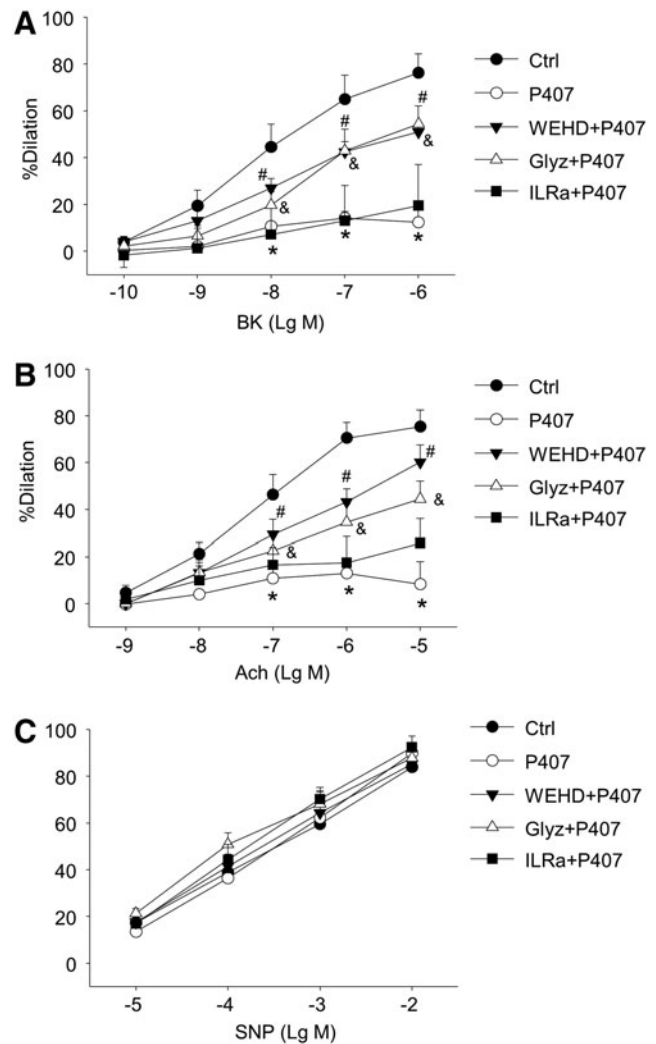 A
100
80
60
40
20
0
%Dilation
# # #
& & &
* * *
-10 -9 -8 -7 -6
BK (Lg M)
Ctrl
P407
WEHD+P407
Glyz+P407
ILRa+P407
B
100
80
60
40
20
0
%Dilation
# # #
& & &
* * *
-9 -8 -7 -6 -5
Ach (Lg M)
Ctrl
P407
WEHD+P407
Glyz+P407
ILRa+P407
C
100
80
60
40
20
0
-5 -4 -3 -2
SNP (Lg M)
Ctrl
P407
WEHD+P407
Glyz+P407
ILRa+P407